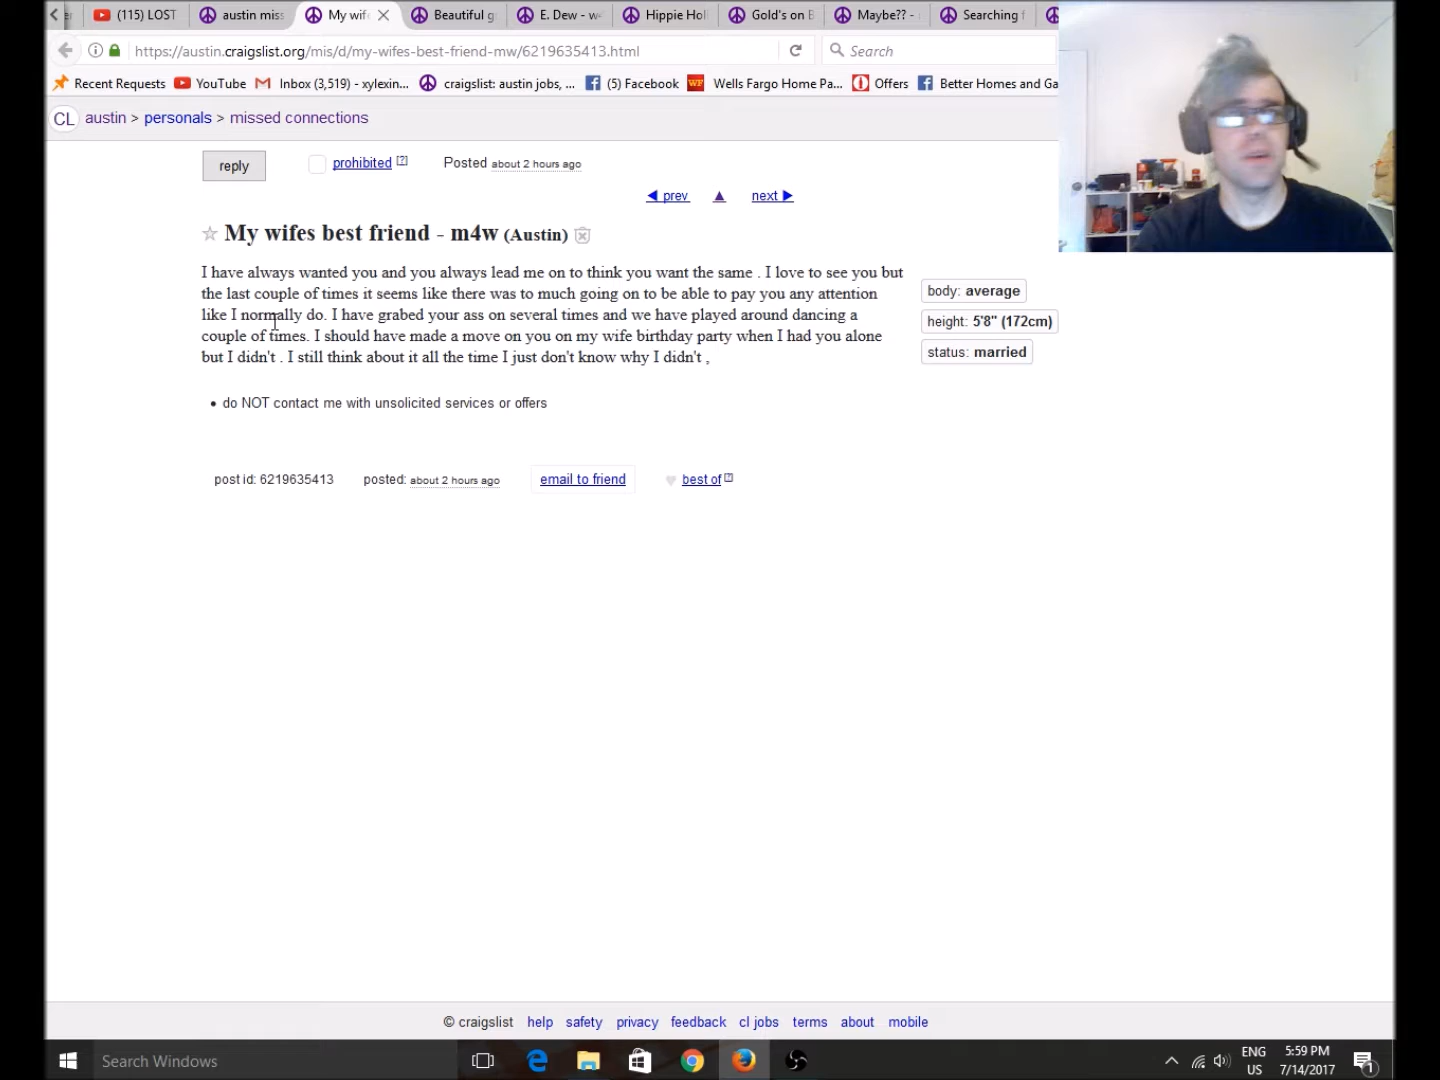 (115) LOST
austin miss
My wif
Beautiful g
E. Dew - w
Hippie Hol
Gold's on B
Maybe?? -
Searching f
https://austin.craigslist.org/mis/d/my-wifes-best-friend-mw/6219635413.html
Search
Recent Requests
YouTube
Inbox (3,519) - xylexin...
craigslist: austin jobs, ...
(5) Facebook
Wells Fargo Home Pa...
Offers
Better Homes and Ga
CL austin > personals > missed connections
reply
prohibited [?]
Posted about 2 hours ago
◀ prev ▲ next ▶
My wifes best friend - m4w (Austin)
I have always wanted you and you always lead me on to think you want the same . I love to see you but
the last couple of times it seems like there was to much going on to be able to pay you any attention
like I normally do. I have grabed your ass on several times and we have played around dancing a
couple of times. I should have made a move on you on my wife birthday party when I had you alone
but I didn't . I still think about it all the time I just don't know why I didn't ,
body: average
height: 5'8" (172cm)
status: married
• do NOT contact me with unsolicited services or offers
post id: 6219635413
posted: about 2 hours ago
email to friend
best of [?]
© craigslist help safety privacy feedback cl jobs terms about mobile
Search Windows
ENG
US
5:59 PM
7/14/2017
1